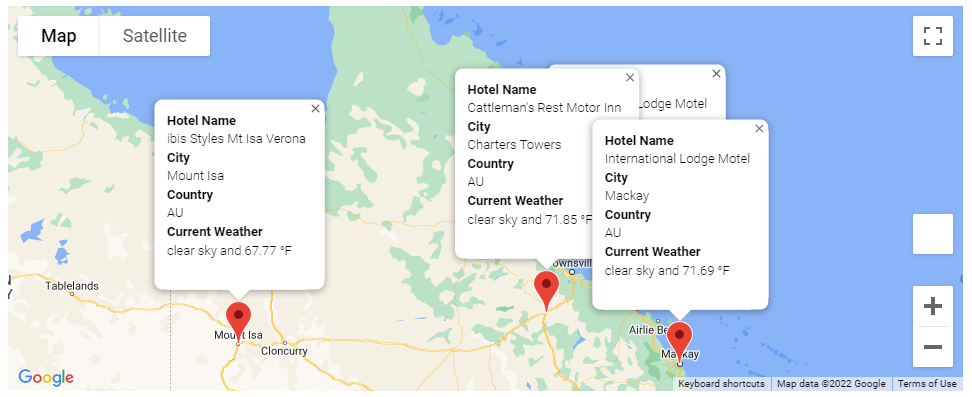 Map
Satellite
×
Hotel Name
ibis Styles Mt Isa Verona
City
Mount Isa
Country
AU
Current Weather
clear sky and 67.77 °F
×
Hotel Name
Cattleman's Rest Motor Inn
City
Charters Towers
Country
AU
Current Weather
clear sky and 71.85 °F
×
Lodge Motel
×
Hotel Name
International Lodge Motel
City
Mackay
Country
AU
Current Weather
clear sky and 71.69 °F
Tablelands
Mount Isa
Cloncurry
Airlie
Mackay
Google
Keyboard shortcuts
Map data ©2022 Google
Terms of Use